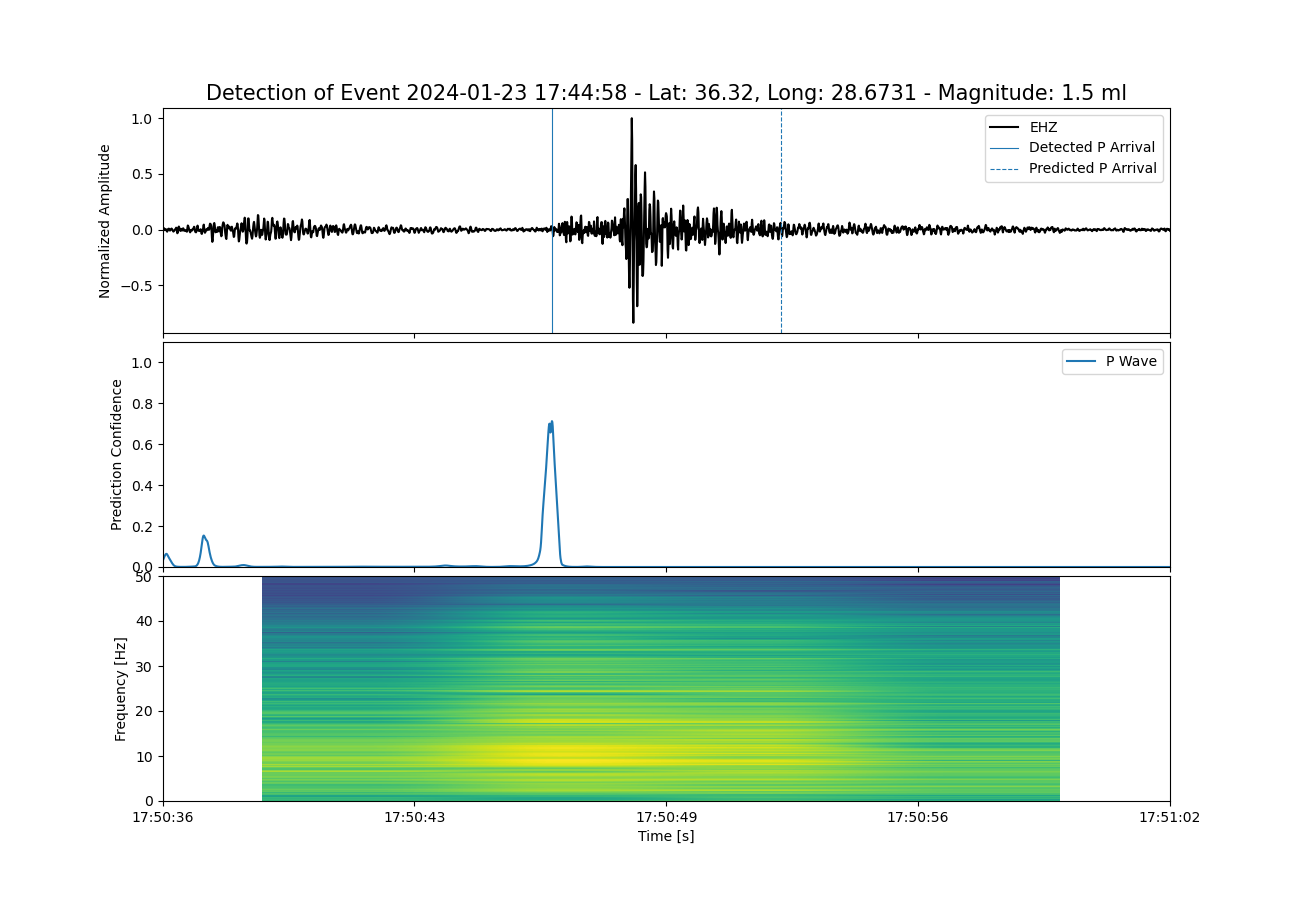 Detection of Event 2024-01-23 17:44:58 - Lat: 36.32, Long: 28.6731 - Magnitude: 1.5 ml
Normalized Amplitude
1.0
0.5
0.0
−0.5
EHZ
Detected P Arrival
Predicted P Arrival
Prediction Confidence
1.0
0.8
0.6
0.4
0.2
0.0
P Wave
Frequency [Hz]
50
40
30
20
10
0
17:50:36 17:50:43 17:50:49 17:50:56 17:51:02
Time [s]